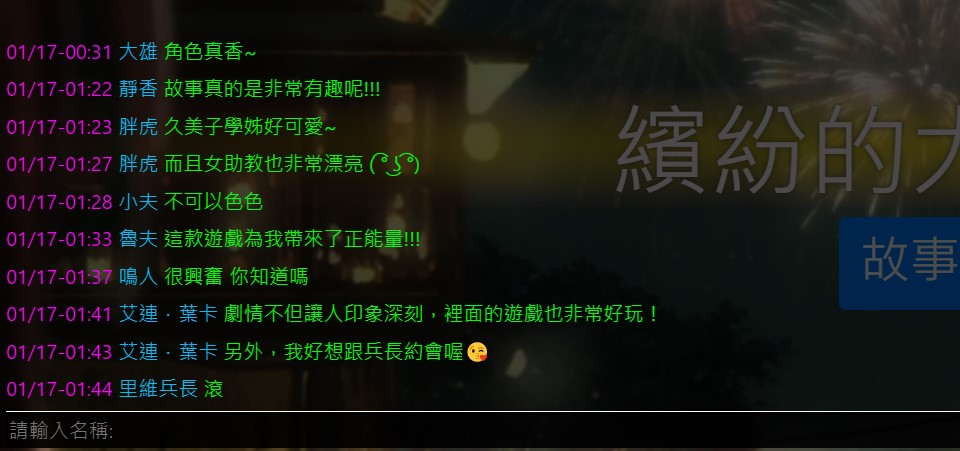 01/17-00:31 大雄 角色真香~
01/17-01:22 靜香 故事真的是非常有趣呢!!!
01/17-01:23 胖虎 久美子學姊好可愛~
01/17-01:27 胖虎 而且女助教也非常漂亮 ( ͡° ͜ʖ ͡°)
01/17-01:28 小夫 不可以色色
01/17-01:33 魯夫 這款遊戲為我帶來了正能量!!!
01/17-01:37 鳴人 很興奮 你知道嗎
01/17-01:41 艾連．葉卡 劇情不但讓人印象深刻，裡面的遊戲也非常好玩！
01/17-01:43 艾連．葉卡 另外，我好想跟兵長約會喔😘
01/17-01:44 里維兵長 滾
請輸入名稱:
繽紛的大
故事